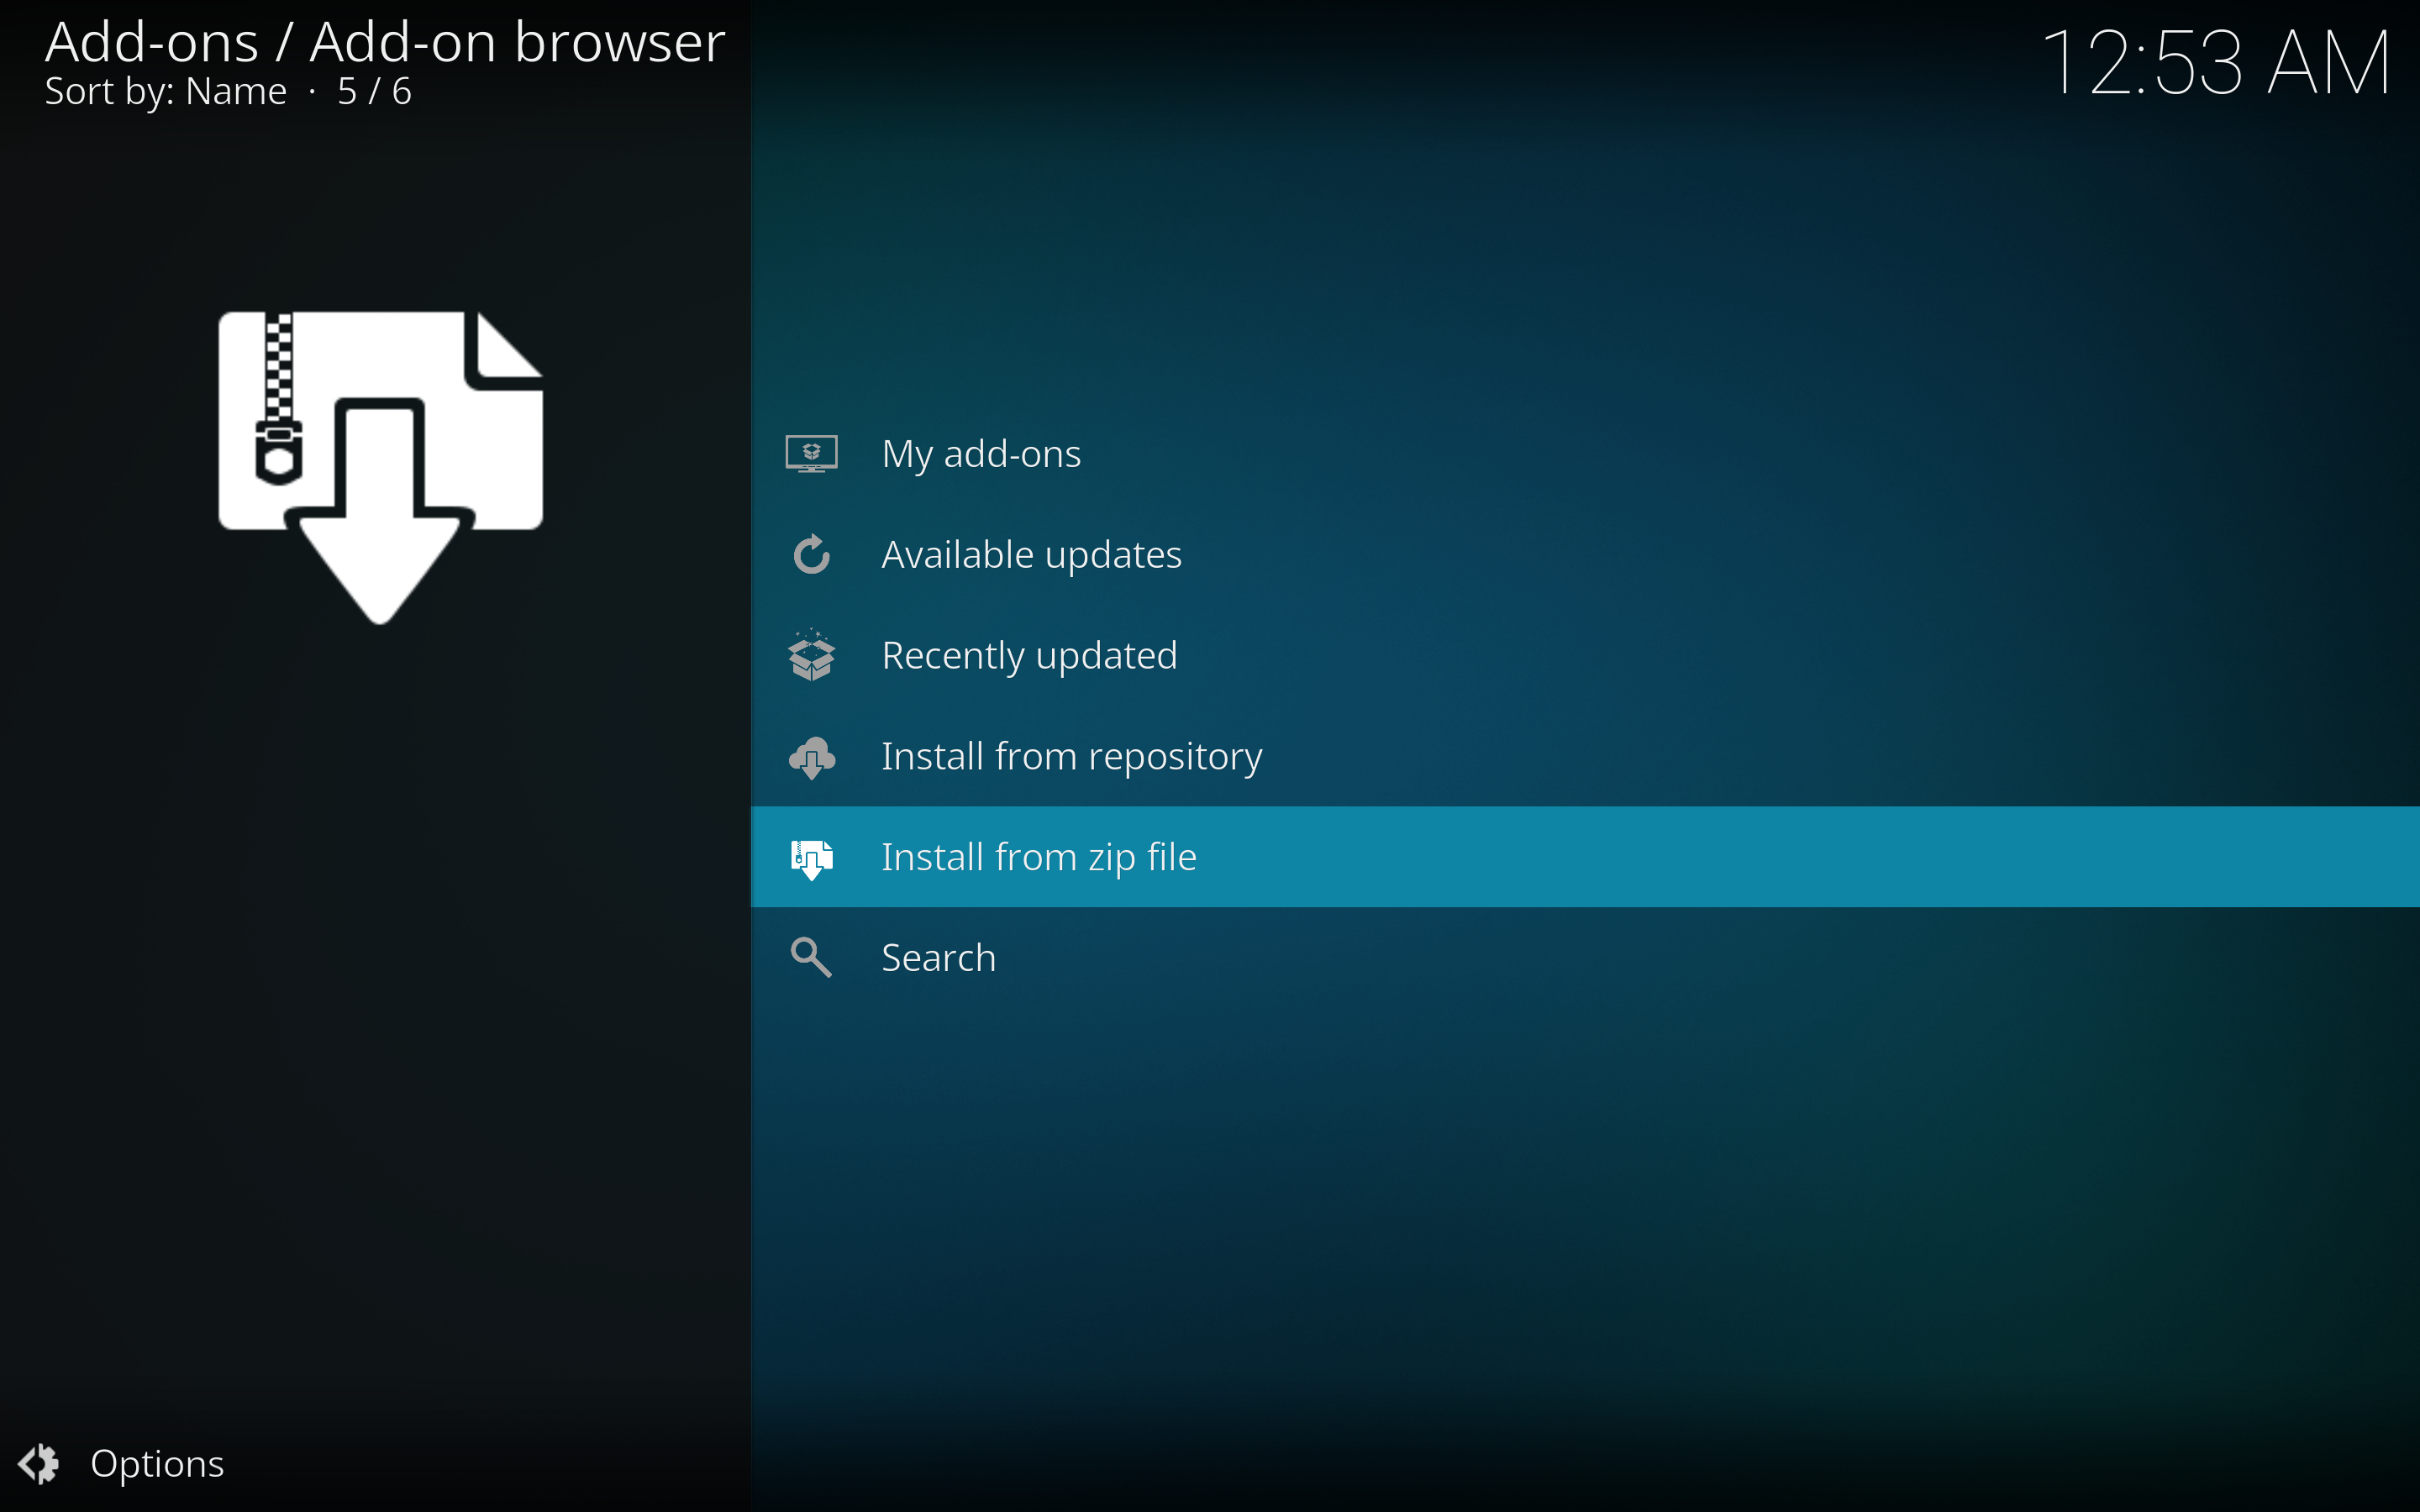 Add-ons / Add-on browser
Sort by: Name · 5 / 6
12:53 AM
My add-ons
Available updates
Recently updated
Install from repository
Install from zip file
Search
Options